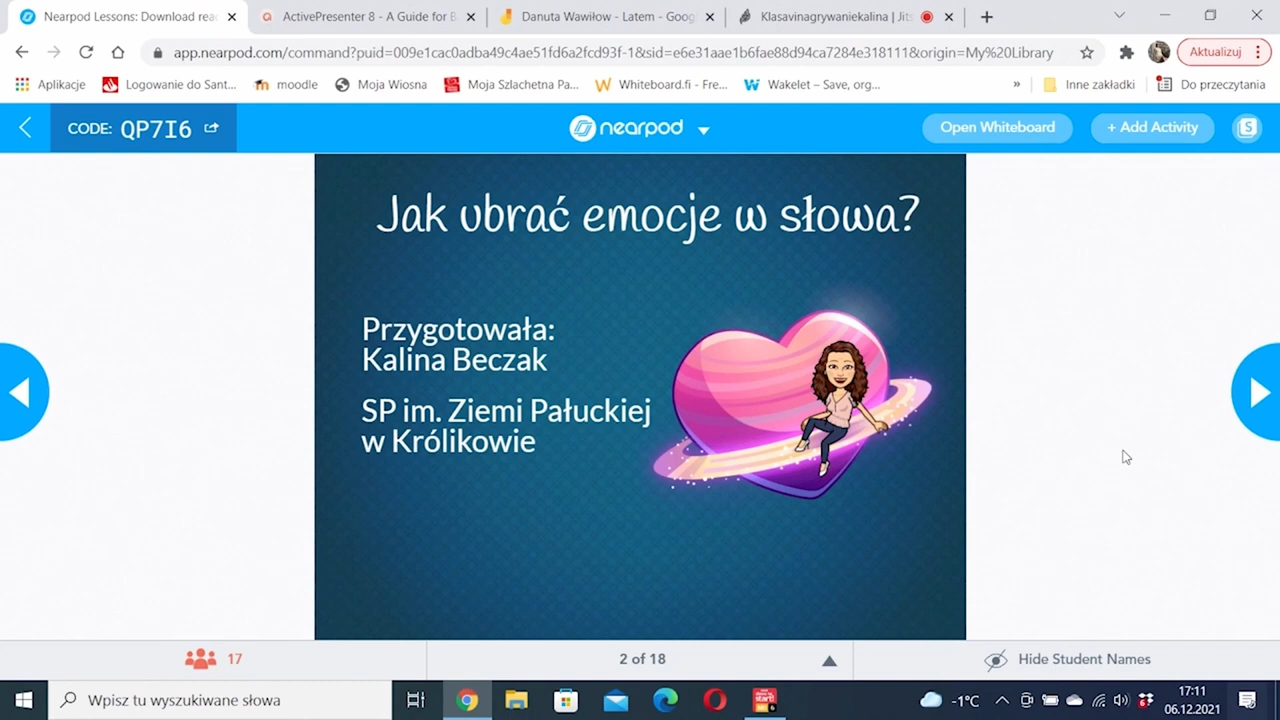 Nearpod Lessons: Download rea
ActivePresenter 8 - A Guide for B
Danuta Wawiłow - Latem - Goog
Klasavinagrywaniekalina | Jits
app.nearpod.com/command?puid=009e1cac0adba49c4ae51fd6a2fcd93f-1&sid=e6e31aae1b6fae88d94ca7284e318111&origin=My%20Library
Aktualizuj
Aplikacje
Logowanie do Sant...
moodle
Moja Wiosna
Moja Szlachetna Pa...
Whiteboard.fi - Fre...
Wakelet – Save, org...
»
Inne zakładki
Do przeczytania
CODE: QP7I6
nearpod
Open Whiteboard
+ Add Activity
S
Jak ubrać emocje w słowa?
Przygotowała:
Kalina Beczak
SP im. Ziemi Pałuckiej
w Królikowie
17
2 of 18
Hide Student Names
Wpisz tu wyszukiwane słowa
-1°C
17:11
06.12.2021